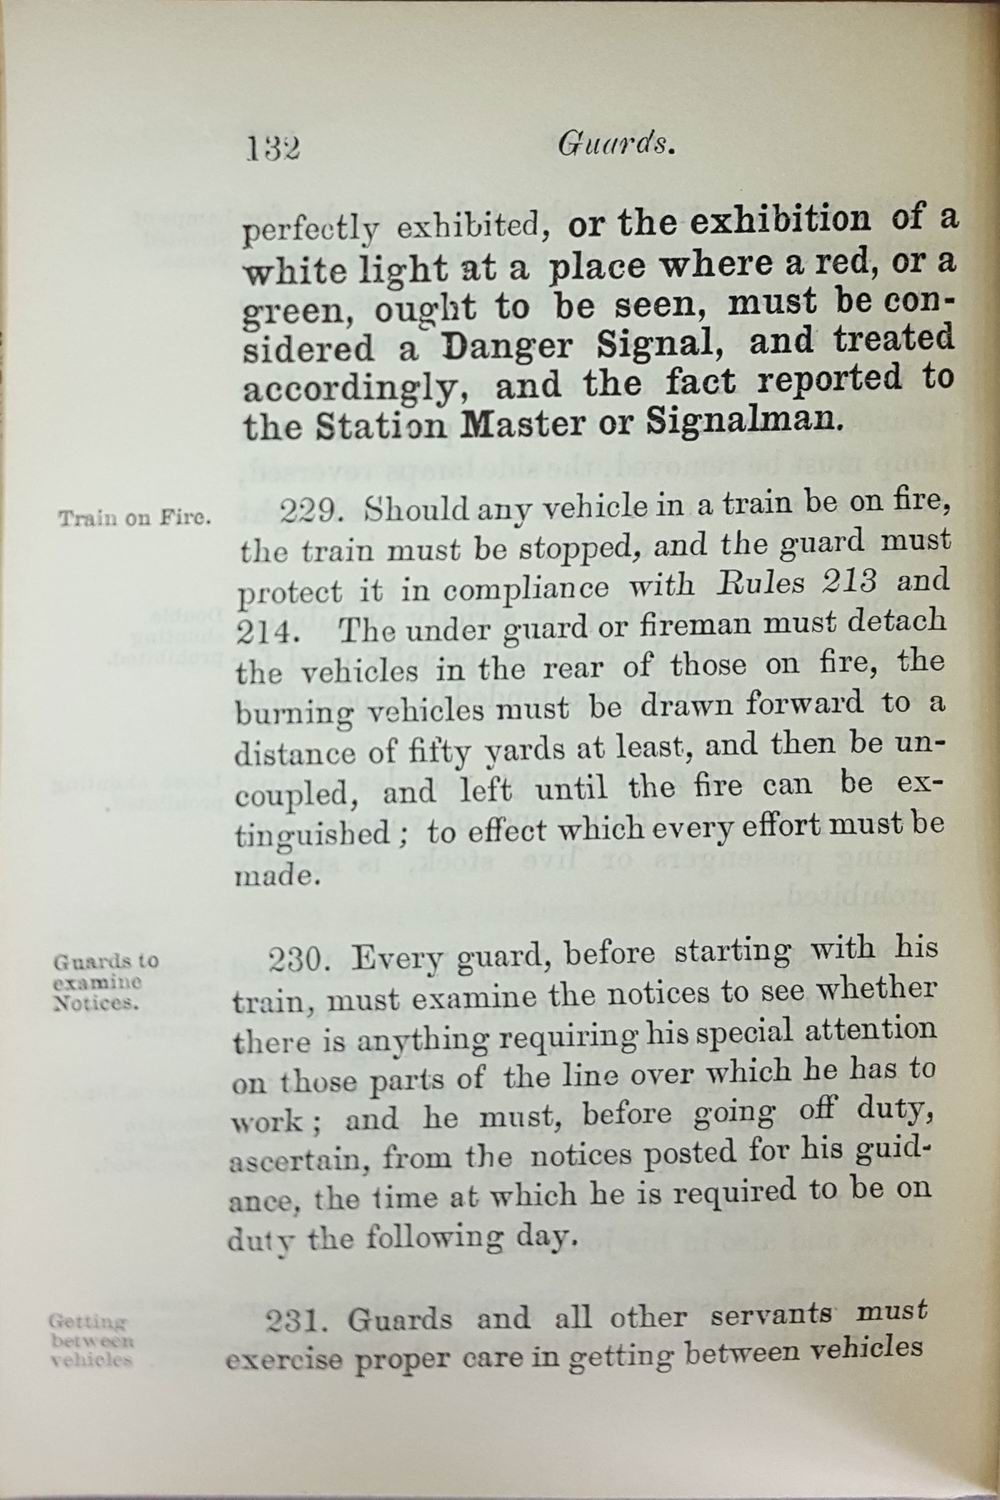 132 Guards.
perfectly exhibited, or the exhibition of a
white light at a place where a red, or a
green, ought to be seen, must be con-
sidered a Danger Signal, and treated
accordingly, and the fact reported to
the Station Master or Signalman.
Train on Fire.
229. Should any vehicle in a train be on fire,
the train must be stopped, and the guard must
protect it in compliance with Rules 213 and
214. The under guard or fireman must detach
the vehicles in the rear of those on fire, the
burning vehicles must be drawn forward to a
distance of fifty yards at least, and then be un-
coupled, and left until the fire can be ex-
tinguished; to effect which every effort must be
made.
Guards to
examine
Notices.
230. Every guard, before starting with his
train, must examine the notices to see whether
there is anything requiring his special attention
on those parts of the line over which he has to
work; and he must, before going off duty,
ascertain, from the notices posted for his guid-
ance, the time at which he is required to be on
duty the following day.
Getting
between
vehicles
231. Guards and all other servants must
exercise proper care in getting between vehicles